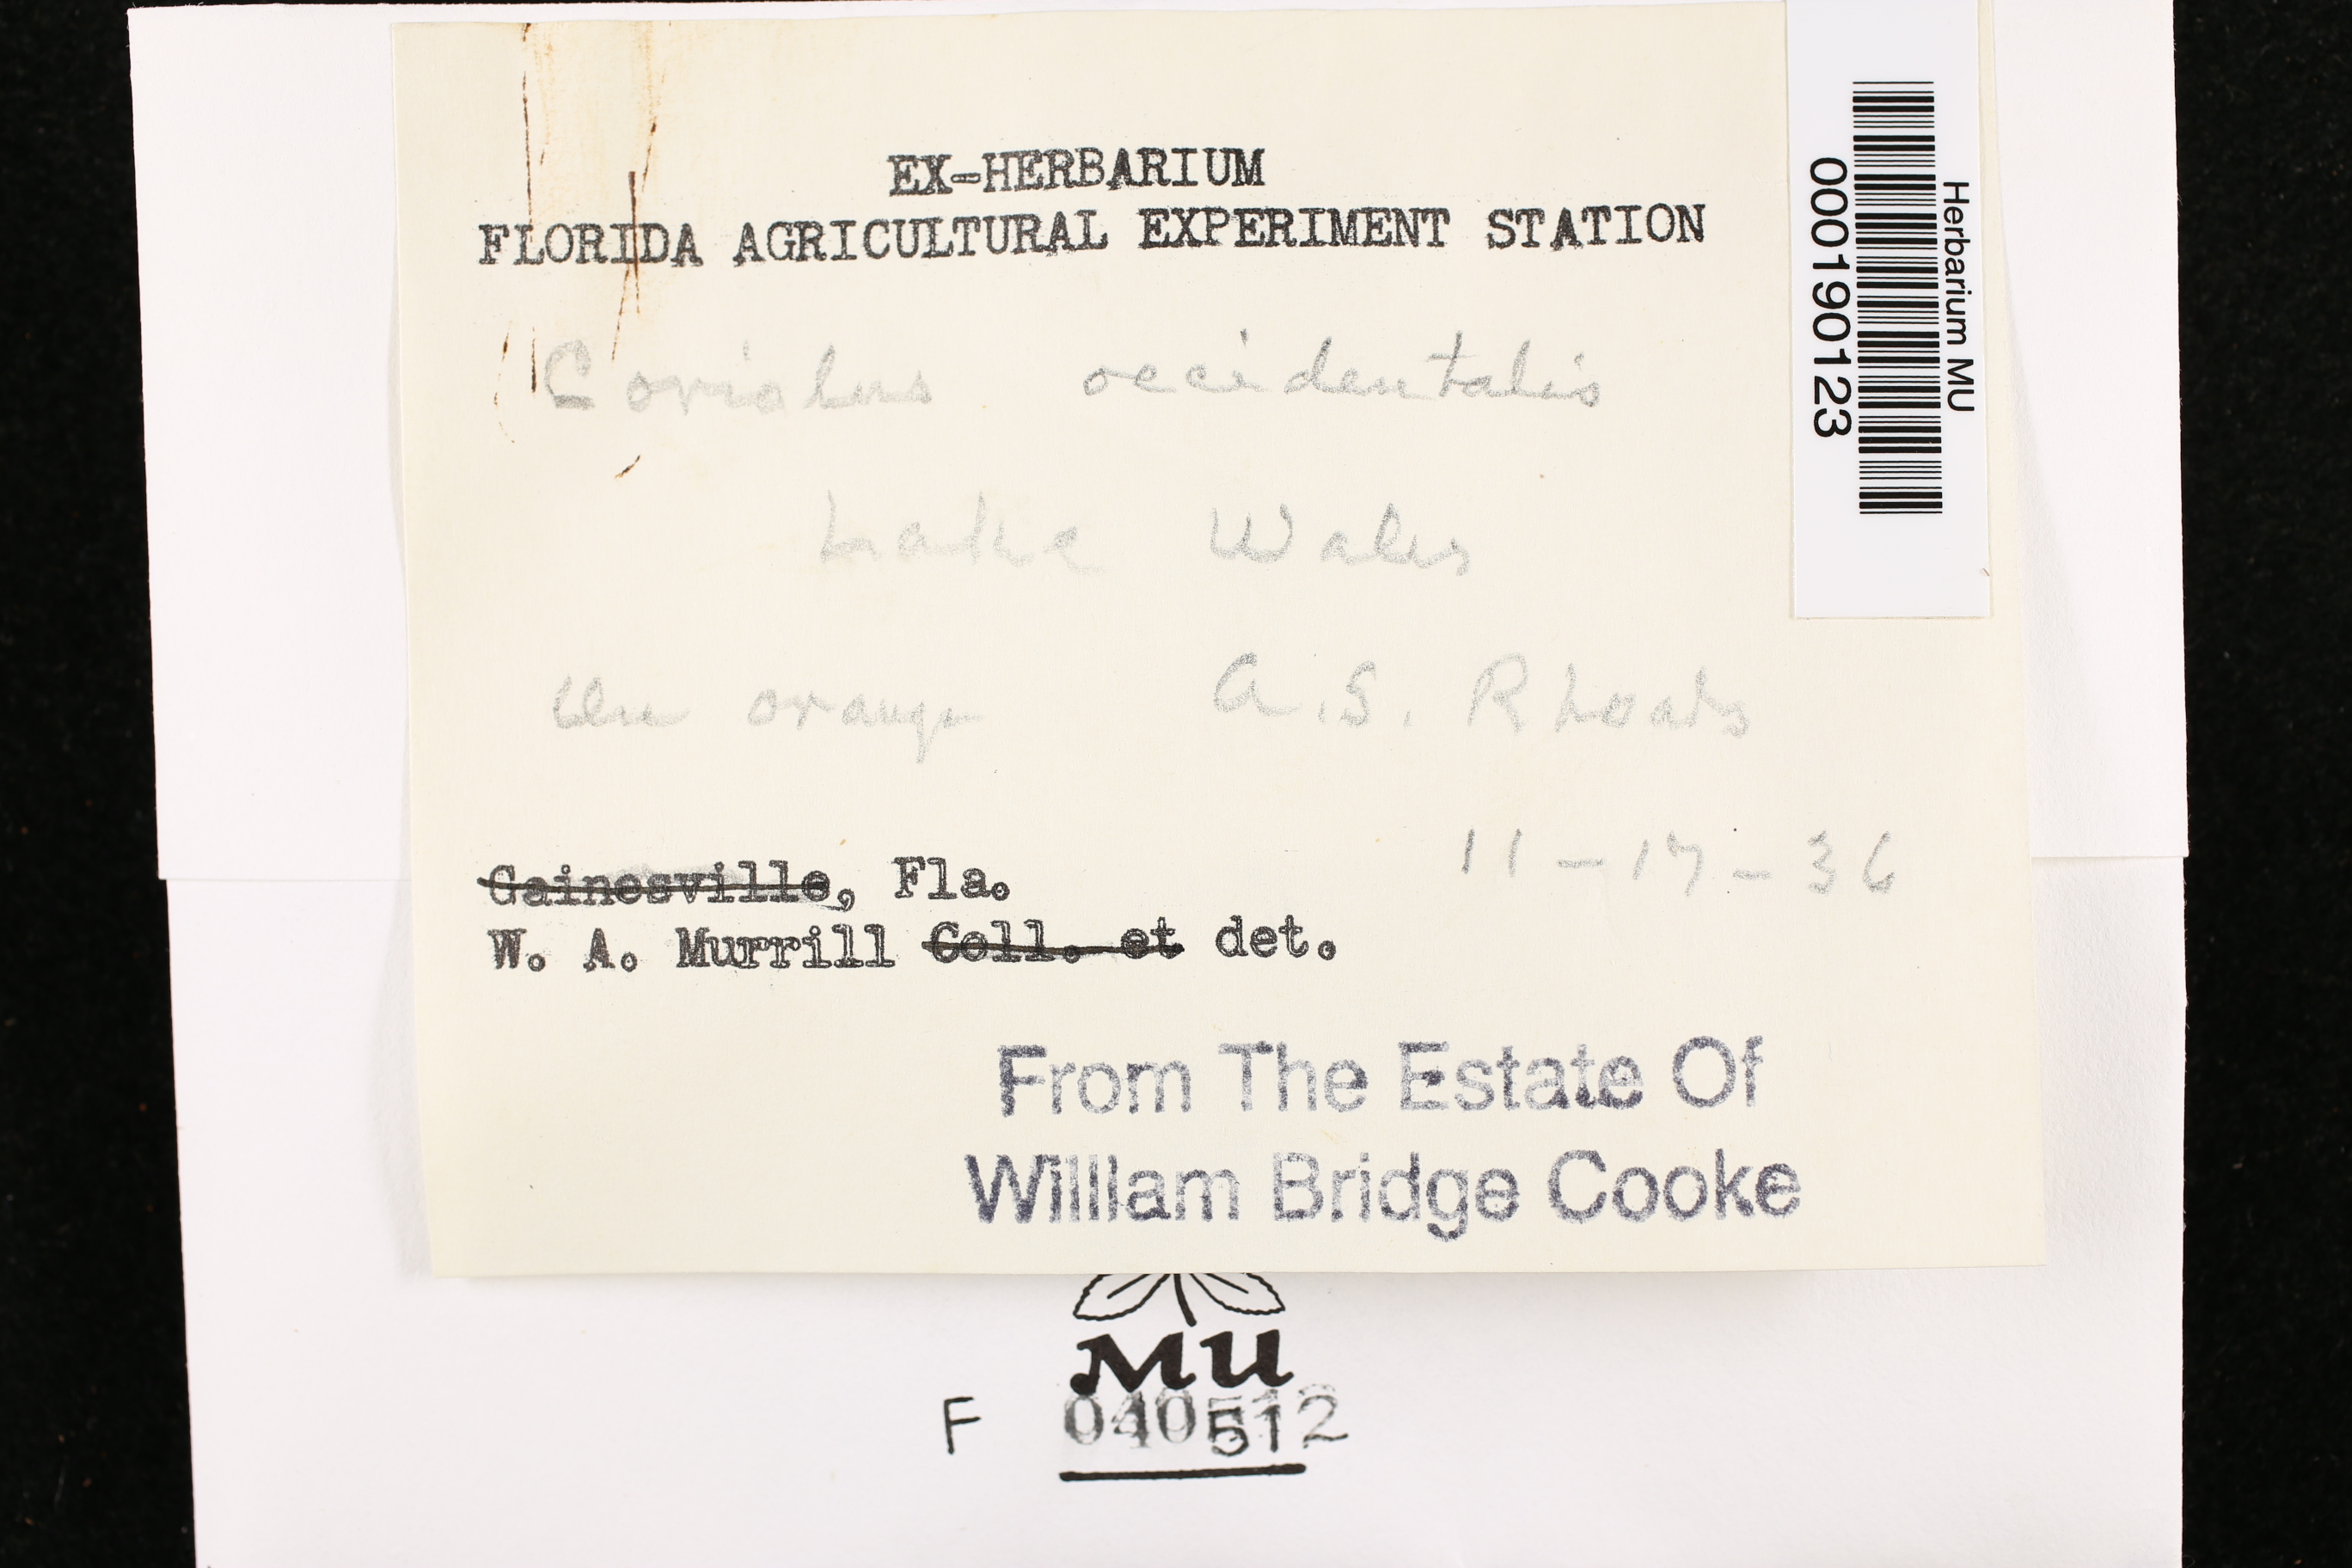 EX-HERBARIUM
FLORIDA AGRICULTURAL EXPERIMENT STATION
Coriolus occidentalis
Lake Wales
On orange A.S. Rhoads
11-17-36
Gainesville, Fla.
W. A. Murrill Coll. et det.
From The Estate Of
William Bridge Cooke
MU
F 040512
Herbarium MU
000190123